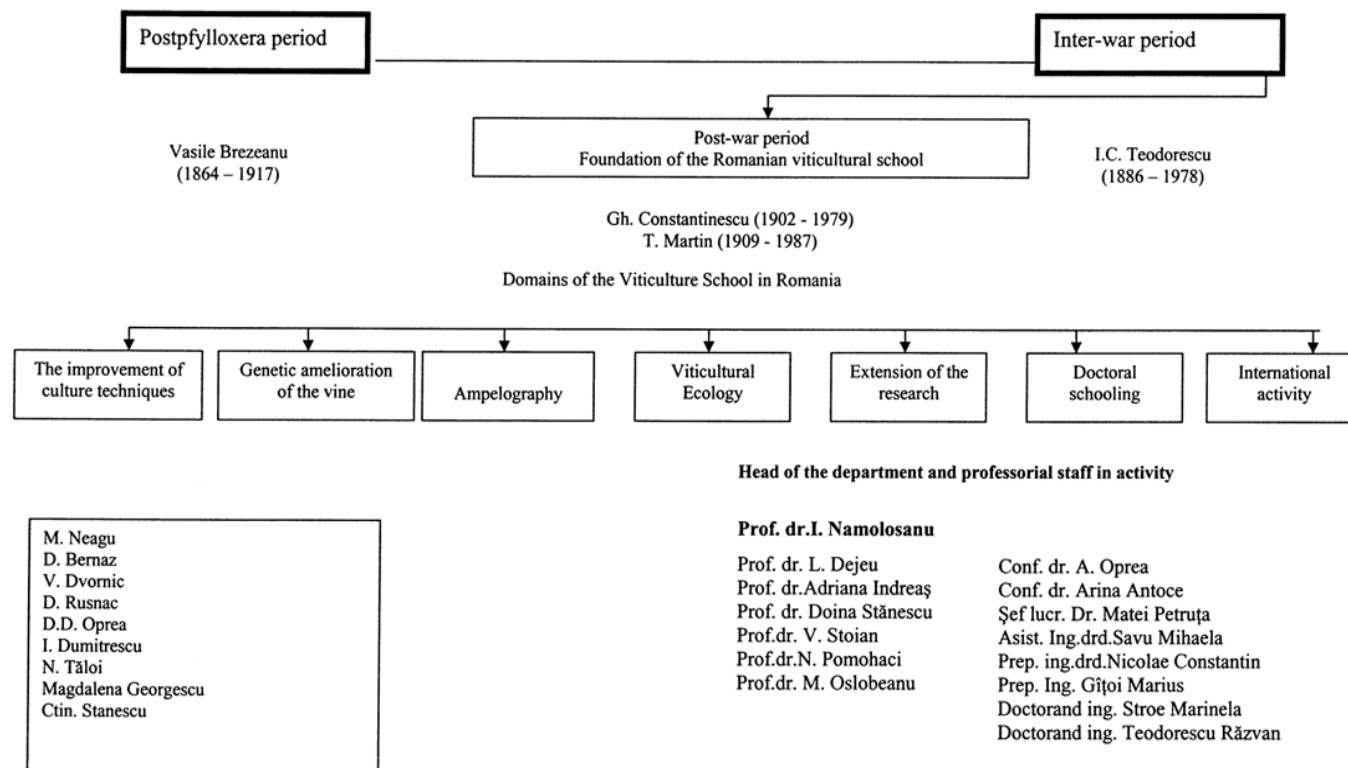 Postpfylloxera period
Inter-war period
Post-war period
Foundation of the Romanian viticultural school
Vasile Brezeanu
(1864 – 1917)
I.C. Teodorescu
(1886 – 1978)
Gh. Constantinescu (1902 - 1979)
T. Martin (1909 - 1987)
Domains of the Viticulture School in Romania
The improvement of
culture techniques
Genetic amelioration
of the vine
Ampelography
Viticultural
Ecology
Extension of the
research
Doctoral
schooling
International
activity
Head of the department and professorial staff in activity
M. Neagu
D. Bernaz
V. Dvornic
D. Rusnac
D.D. Oprea
I. Dumitrescu
N. Tăloi
Magdalena Georgescu
Ctin. Stanescu
Prof. dr.I. Namolosanu
Prof. dr. L. Dejeu
Prof. dr.Adriana Indreaş
Prof. dr. Doina Stănescu
Prof.dr. V. Stoian
Prof.dr.N. Pomohaci
Prof.dr. M. Oslobeanu
Conf. dr. A. Oprea
Conf. dr. Arina Antoce
Şef lucr. Dr. Matei Petruţa
Asist. Ing.drd.Savu Mihaela
Prep. ing.drd.Nicolae Constantin
Prep. Ing. Gîţoi Marius
Doctorand ing. Stroe Marinela
Doctorand ing. Teodorescu Răzvan